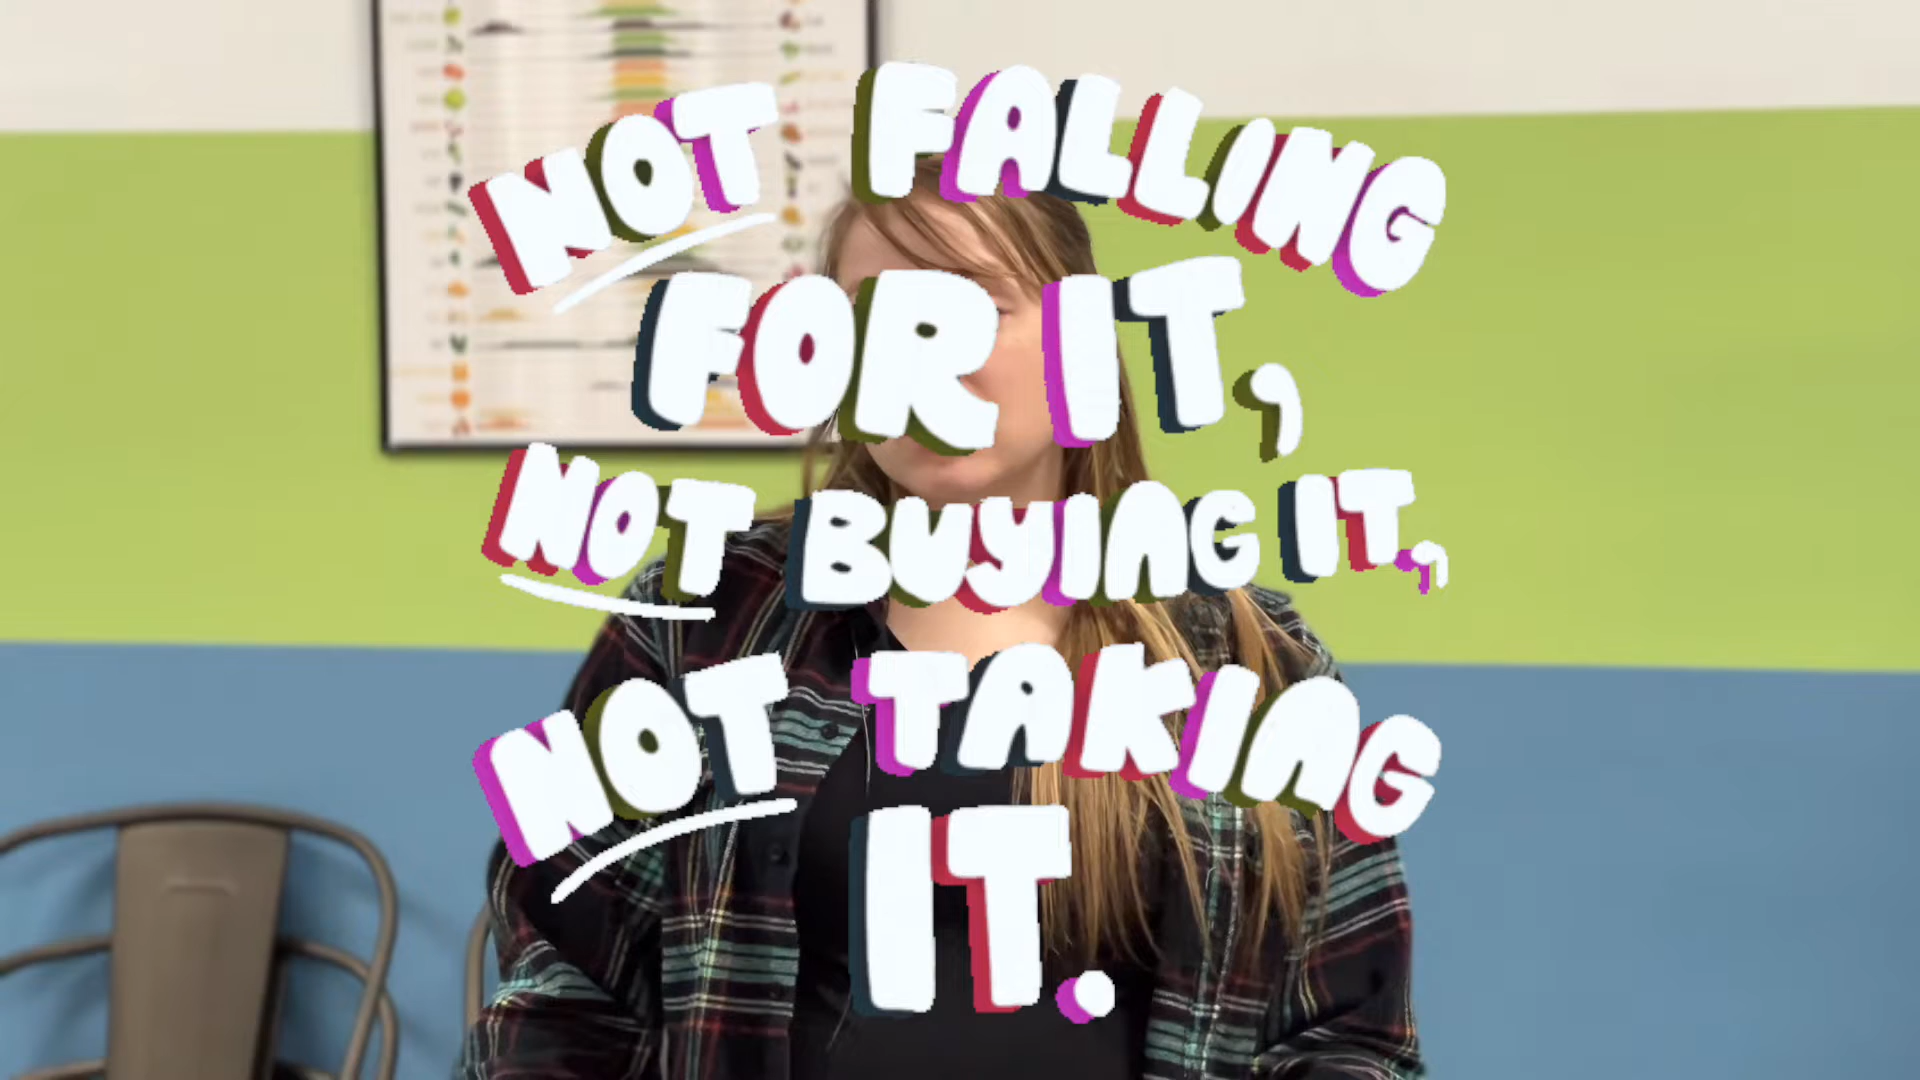 NOT FALLING
FOR IT,
NOT BUYING IT,
NOT TAKING
IT.